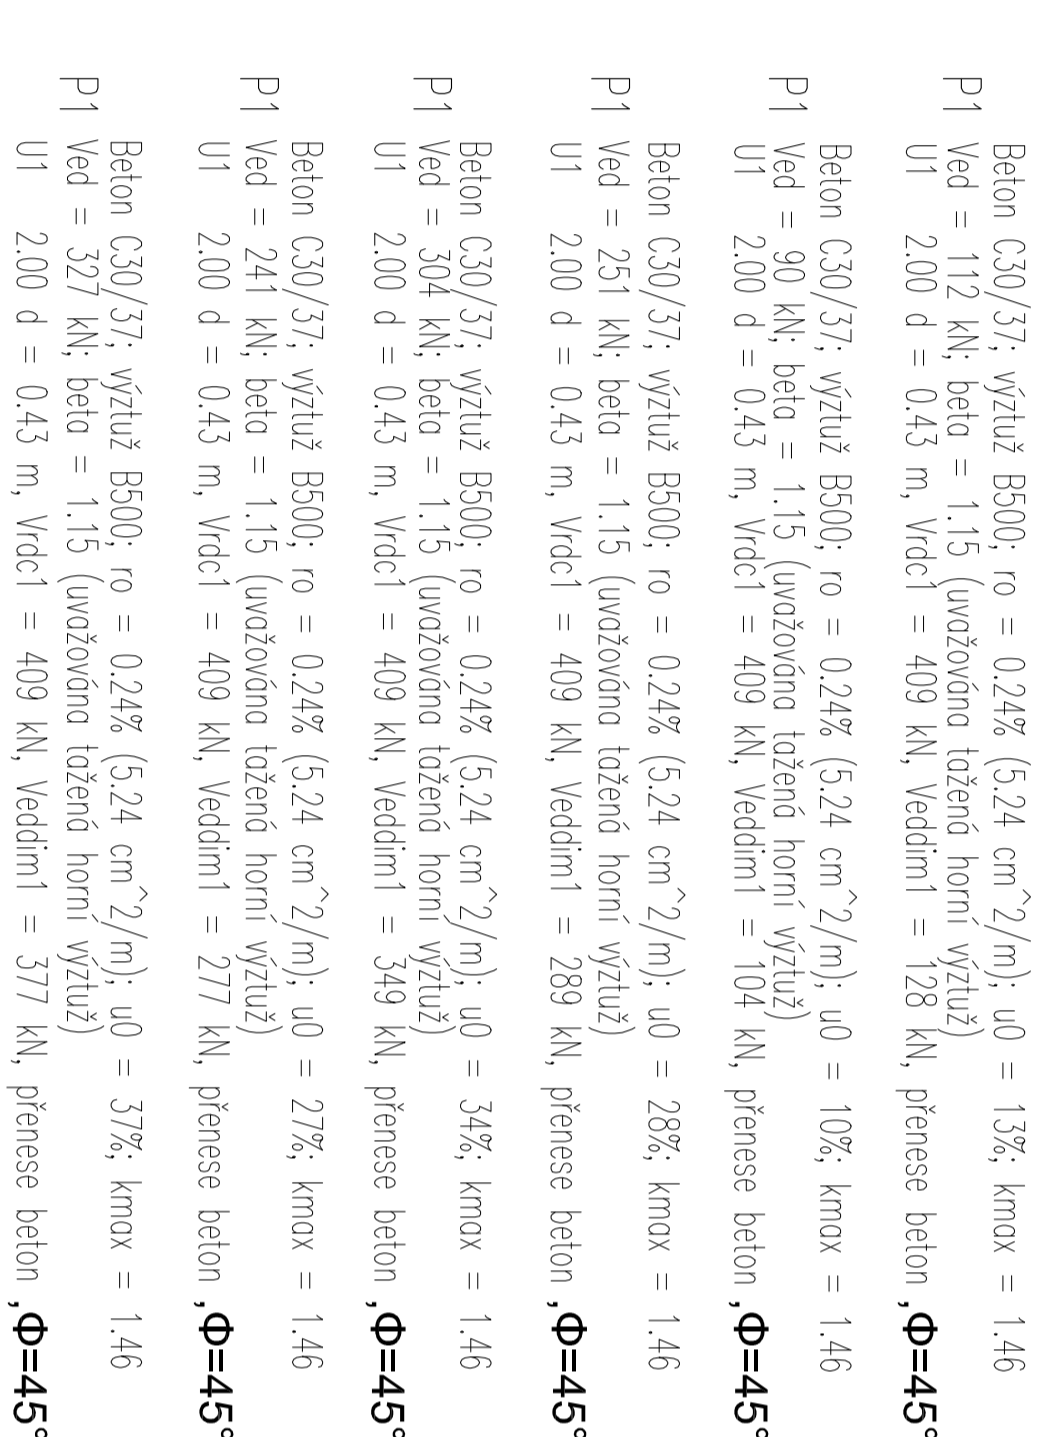 Beton C30/37; výztuž B500; ro = 0.24% (5.24 cm^2/m); u0 = 13%; kmax = 1.46
P1 Ved = 112 kN; beta = 1.15 (uvažována tažená horní výztuž)
U1 2.00 d = 0.43 m, Vrdc1 = 409 kN, Veddim1 = 128 kN, přenese beton ,Φ=45°
Beton C30/37; výztuž B500; ro = 0.24% (5.24 cm^2/m); u0 = 10%; kmax = 1.46
P1 Ved = 90 kN; beta = 1.15 (uvažována tažená horní výztuž)
U1 2.00 d = 0.43 m, Vrdc1 = 409 kN, Veddim1 = 104 kN, přenese beton ,Φ=45°
Beton C30/37; výztuž B500; ro = 0.24% (5.24 cm^2/m); u0 = 28%; kmax = 1.46
P1 Ved = 251 kN; beta = 1.15 (uvažována tažená horní výztuž)
U1 2.00 d = 0.43 m, Vrdc1 = 409 kN, Veddim1 = 289 kN, přenese beton ,Φ=45°
Beton C30/37; výztuž B500; ro = 0.24% (5.24 cm^2/m); u0 = 34%; kmax = 1.46
P1 Ved = 304 kN; beta = 1.15 (uvažována tažená horní výztuž)
U1 2.00 d = 0.43 m, Vrdc1 = 409 kN, Veddim1 = 349 kN, přenese beton ,Φ=45°
Beton C30/37; výztuž B500; ro = 0.24% (5.24 cm^2/m); u0 = 27%; kmax = 1.46
P1 Ved = 241 kN; beta = 1.15 (uvažována tažená horní výztuž)
U1 2.00 d = 0.43 m, Vrdc1 = 409 kN, Veddim1 = 277 kN, přenese beton ,Φ=45°
Beton C30/37; výztuž B500; ro = 0.24% (5.24 cm^2/m); u0 = 37%; kmax = 1.46
P1 Ved = 327 kN; beta = 1.15 (uvažována tažená horní výztuž)
U1 2.00 d = 0.43 m, Vrdc1 = 409 kN, Veddim1 = 377 kN, přenese beton ,Φ=45°